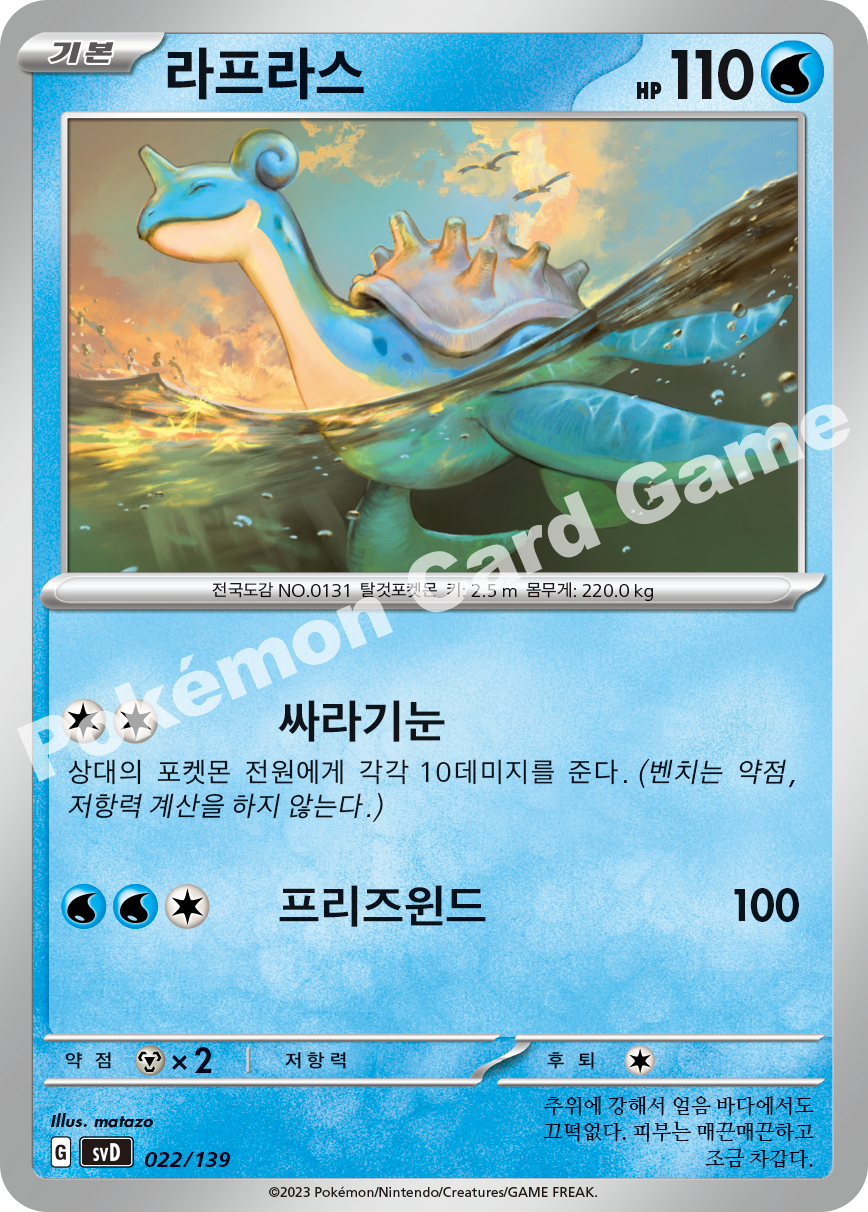 기본
라프라스
HP 110
전국도감 NO.0131 탈것포켓몬 키: 2.5 m 몸무게: 220.0 kg
싸라기눈
상대의 포켓몬 전원에게 각각 10데미지를 준다. (벤치는 약점,
저항력 계산을 하지 않는다.)
프리즈윈드 100
약점 ×2 저항력 후퇴
Illus. matazo
추위에 강해서 얼음 바다에서도
끄떡없다. 피부는 매끈매끈하고
조금 차갑다.
G svD 022/139
©2023 Pokémon/Nintendo/Creatures/GAME FREAK.
Pokémon Card Game